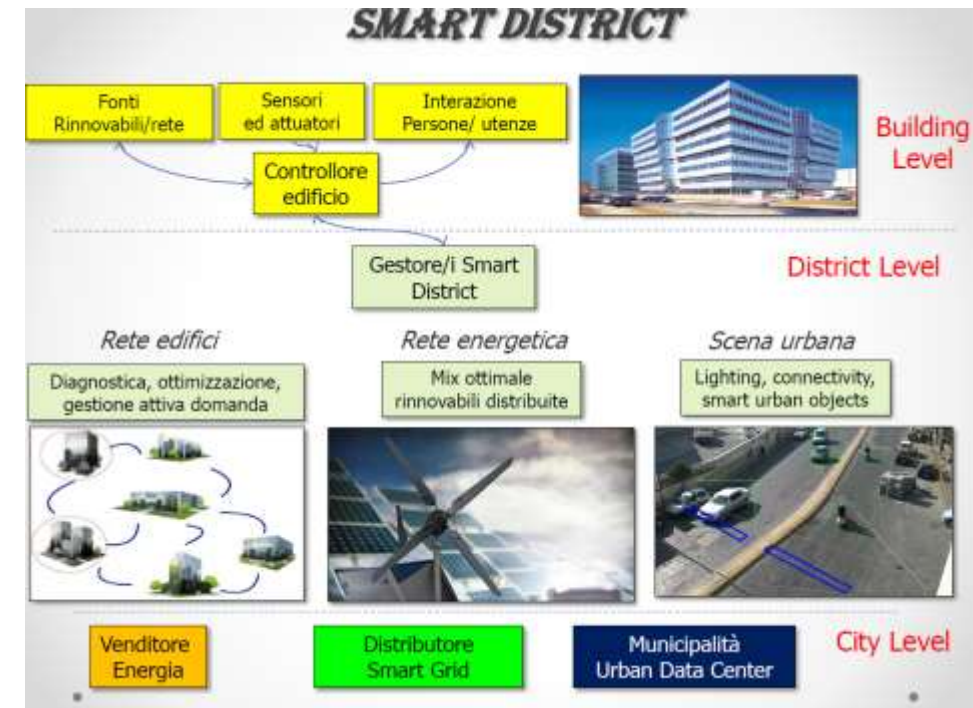 SMART DISTRICT
Fonti
Rinnovabili/rete
Sensori
ed attuatori
Interazione
Persone/ utenze
Controllore
edificio
Building
Level
Gestore/i Smart
District
District Level
Rete edifici
Rete energetica
Scena urbana
Diagnostica, ottimizzazione,
gestione attiva domanda
Mix ottimale
rinnovabili distribuite
Lighting, connectivity,
smart urban objects
Venditore
Energia
Distributore
Smart Grid
Municipalità
Urban Data Center
City Level